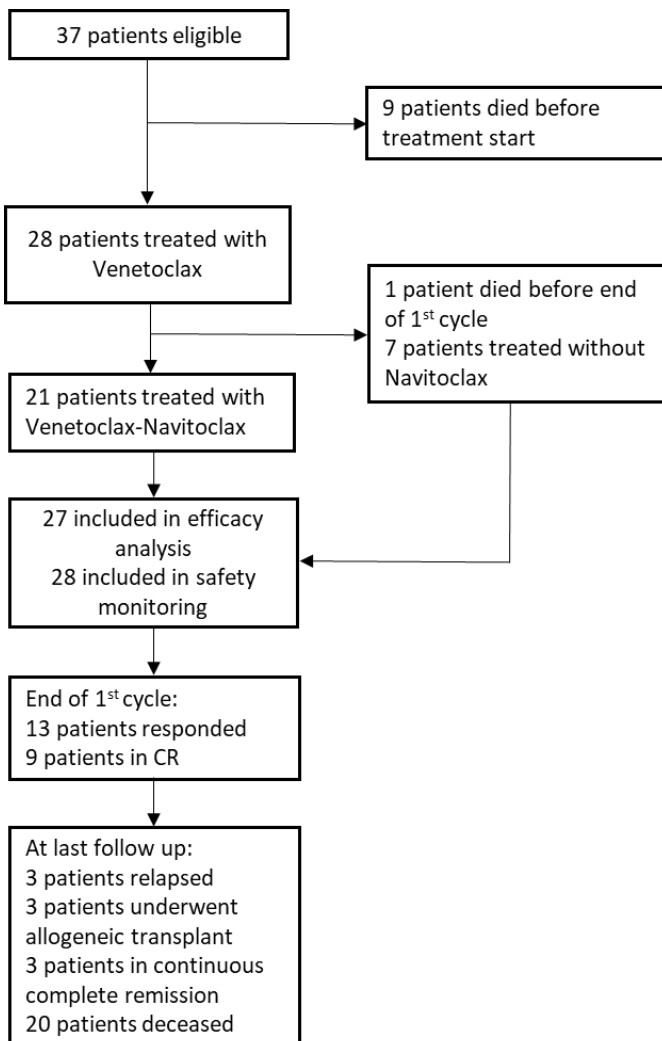 37 patients eligible
9 patients died before
treatment start
28 patients treated with
Venetoclax
1 patient died before end
of 1st cycle
7 patients treated without
Navitoclax
21 patients treated with
Venetoclax-Navitoclax
27 included in efficacy
analysis
28 included in safety
monitoring
End of 1st cycle:
13 patients responded
9 patients in CR
At last follow up:
3 patients relapsed
3 patients underwent
allogeneic transplant
3 patients in continuous
complete remission
20 patients deceased